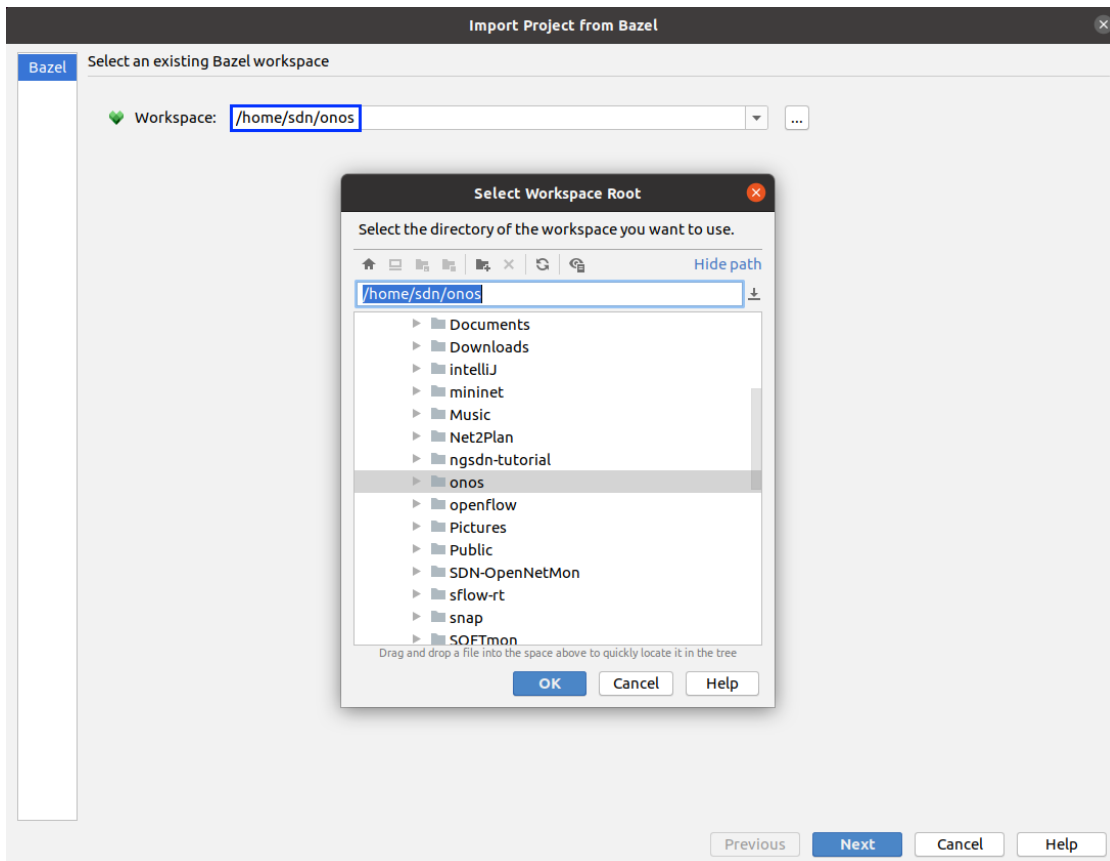 Import Project from Bazel
Bazel
Select an existing Bazel workspace
Workspace: /home/sdn/onos ...
Select Workspace Root
Select the directory of the workspace you want to use.
Hide path
/home/sdn/onos
Documents
Downloads
intelliJ
mininet
Music
Net2Plan
ngsdn-tutorial
onos
openflow
Pictures
Public
SDN-OpenNetMon
sflow-rt
snap
SOFTmon
Drag and drop a file into the space above to quickly locate it in the tree
OK Cancel Help
Previous Next Cancel Help